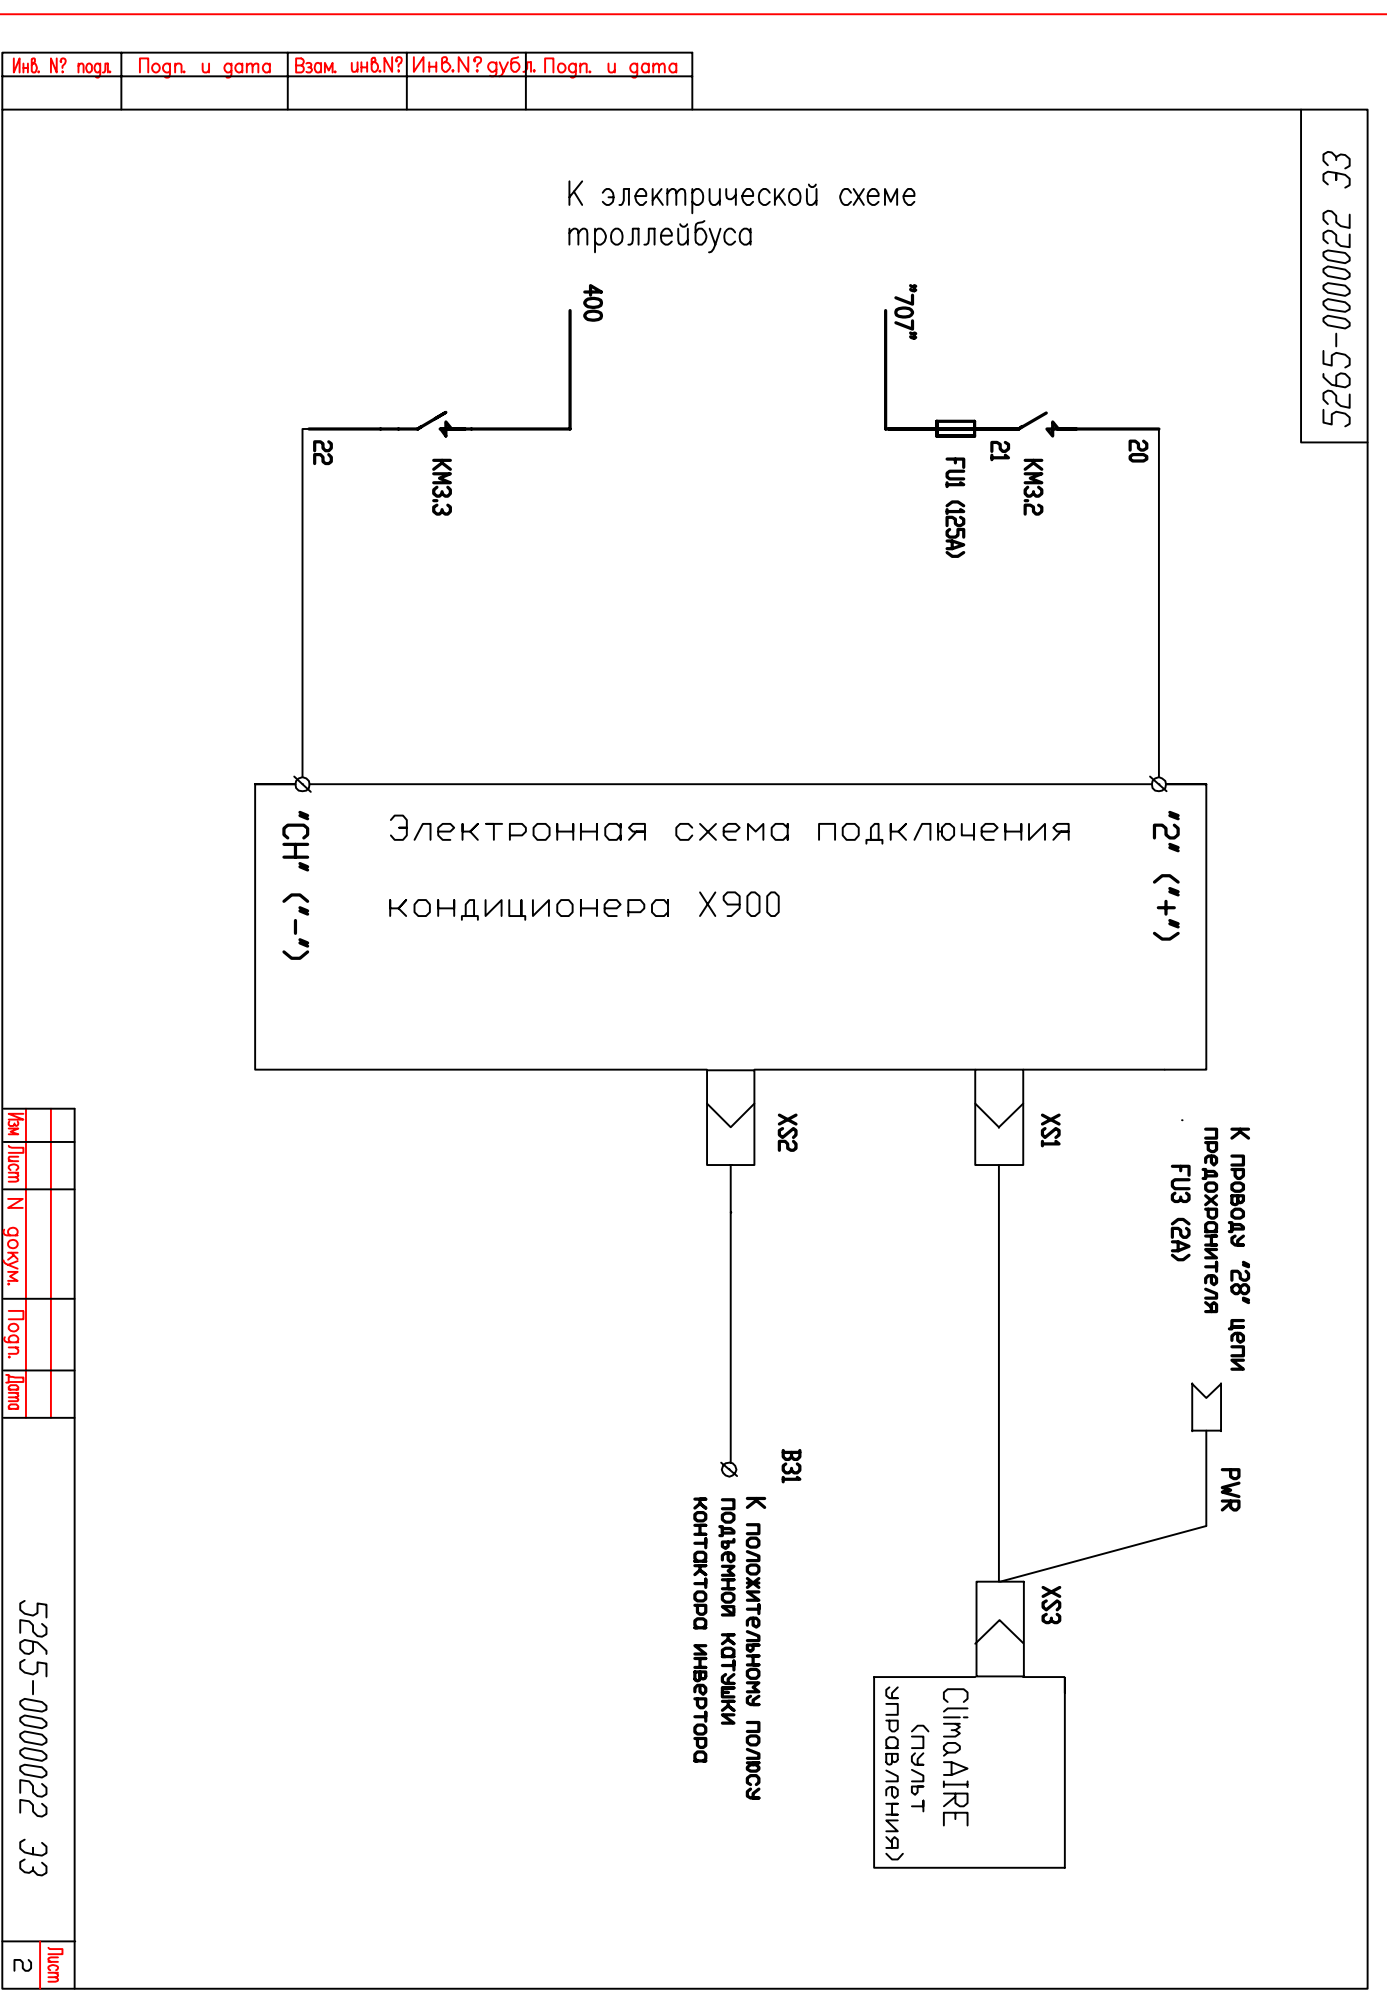 Инв. N? подл.
Подп. и дата
Взам. инв.N?
Инв.N? дубл.
Подп. и дата
5265-0000022 ЭЗ
К электрической схеме
троллейбуса
400
"707"
22
KM3.3
FU1 (125A)
21
KM3.2
20
"СН" ("-")
Электронная схема подключения
кондиционера X900
"2" ("+")
XS2
XS1
К проводу "28" цепи
предохранителя
FU3 (2A)
PWR
B31
К положительному полюсу
подъемной катушки
контактора инвертора
XS3
ClimaAIRE
(пульт
управления)
Изм
Лист
N докум.
Подп.
Дата
5265-0000022 ЭЗ
Лист
2